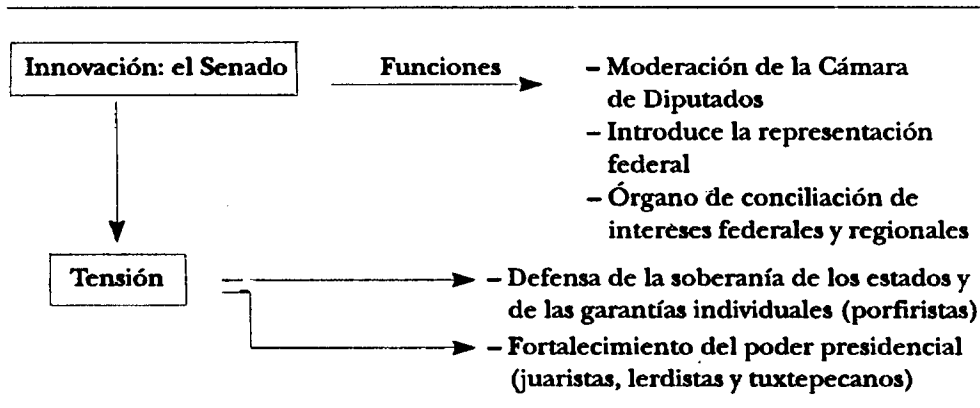 Innovación: el Senado
Funciones
– Moderación de la Cámara
de Diputados
– Introduce la representación
federal
– Órgano de conciliación de
intereses federales y regionales
Tensión
– Defensa de la soberanía de los estados y
de las garantías individuales (porfiristas)
– Fortalecimiento del poder presidencial
(juaristas, lerdistas y tuxtepecanos)